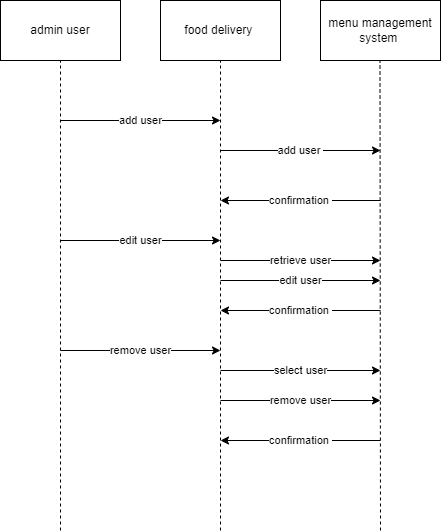 admin user
food delivery
menu management
system
add user
add user
confirmation
edit user
retrieve user
edit user
confirmation
remove user
select user
remove user
confirmation